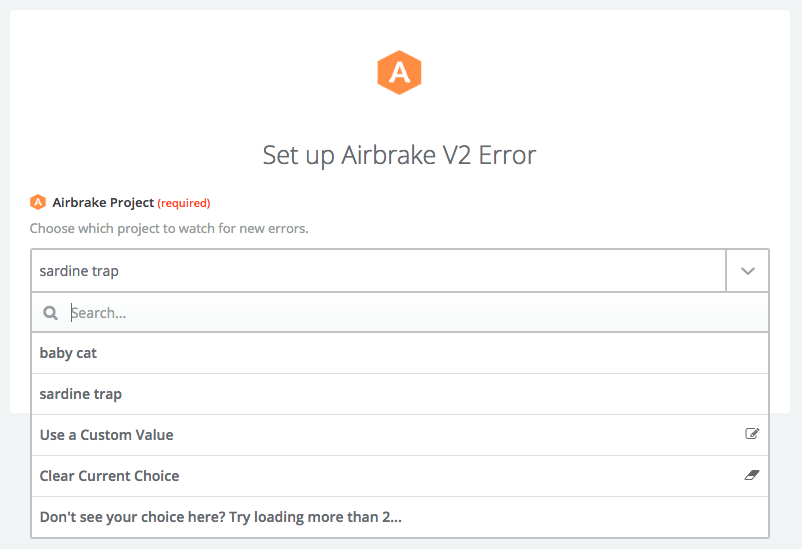 A
Set up Airbrake V2 Error
A Airbrake Project (required)
Choose which project to watch for new errors.
sardine trap
Search...
baby cat
sardine trap
Use a Custom Value
Clear Current Choice
Don't see your choice here? Try loading more than 2...